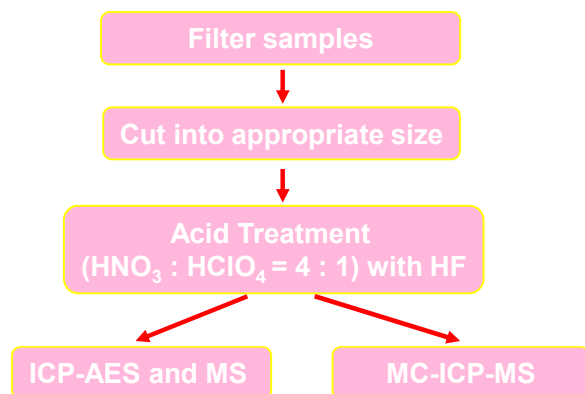 Filter samples
Cut into appropriate size
Acid Treatment
(HNO₃ : HClO₄ = 4 : 1) with HF
ICP-AES and MS
MC-ICP-MS